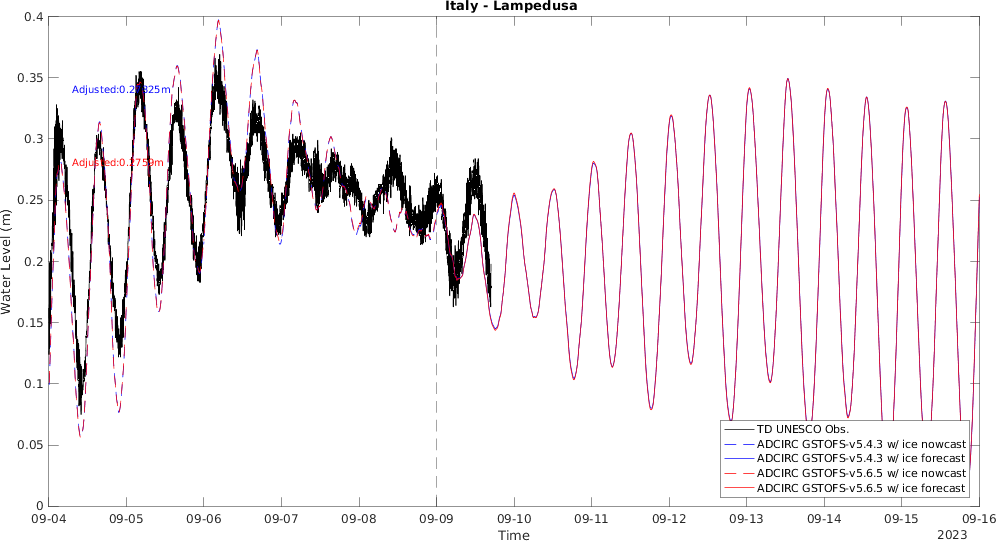 Italy - Lampedusa
0.4
0.35
0.3
0.25
0.2
0.15
0.1
0.05
0
Water Level (m)
Adjusted:0.2759m
TD UNESCO Obs.
ADCIRC GSTOFS-v5.4.3 w/ ice nowcast
ADCIRC GSTOFS-v5.4.3 w/ ice forecast
ADCIRC GSTOFS-v5.6.5 w/ ice nowcast
ADCIRC GSTOFS-v5.6.5 w/ ice forecast
09-04 09-05 09-06 09-07 09-08 09-09 09-10 09-11 09-12 09-13 09-14 09-15 09-16
Time
2023